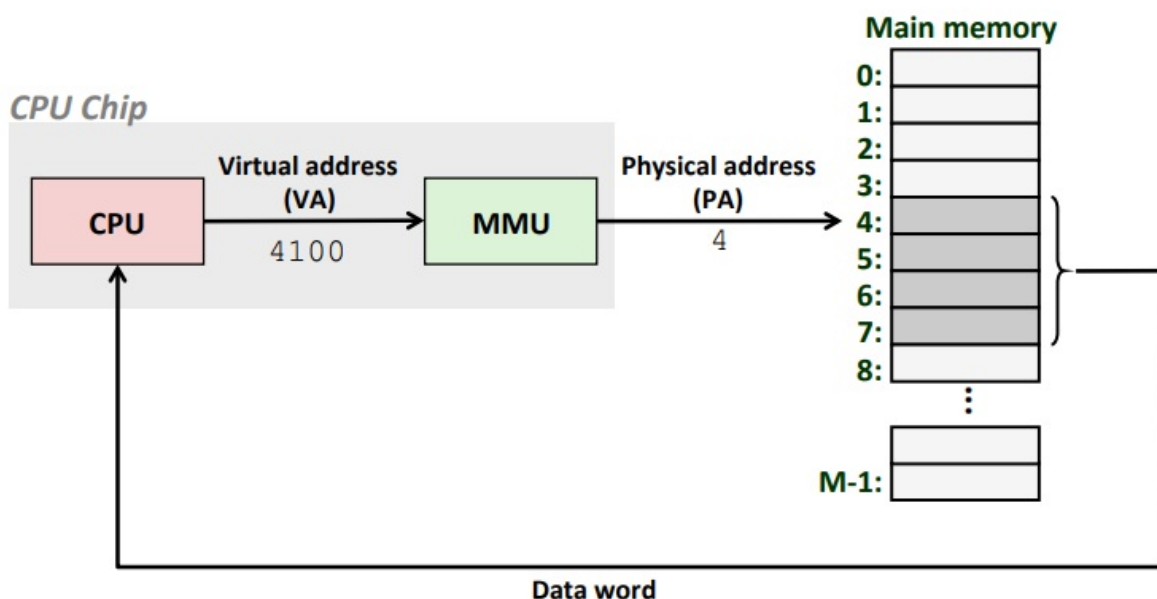 Main memory
0:
CPU Chip
1:
Virtual address
(VA)
Physical address
(PA)
2:
3:
CPU
MMU
4:
4100
4
5:
6:
7:
8:
...
M-1:
Data word